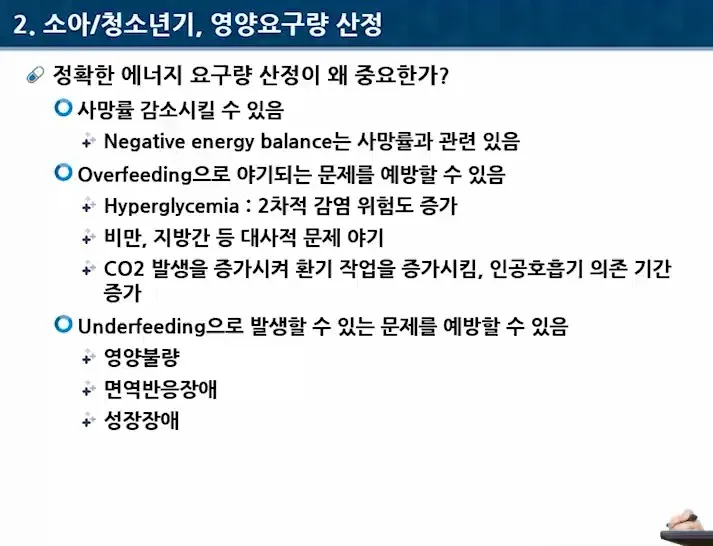 2. 소아/청소년기, 영양요구량 산정
정확한 에너지 요구량 산정이 왜 중요한가?
사망률 감소시킬 수 있음
Negative energy balance는 사망률과 관련 있음
Overfeeding으로 야기되는 문제를 예방할 수 있음
Hyperglycemia : 2차적 감염 위험도 증가
비만, 지방간 등 대사적 문제 야기
CO2 발생을 증가시켜 환기 작업을 증가시킴, 인공호흡기 의존 기간
증가
Underfeeding으로 발생할 수 있는 문제를 예방할 수 있음
영양불량
면역반응장애
성장장애